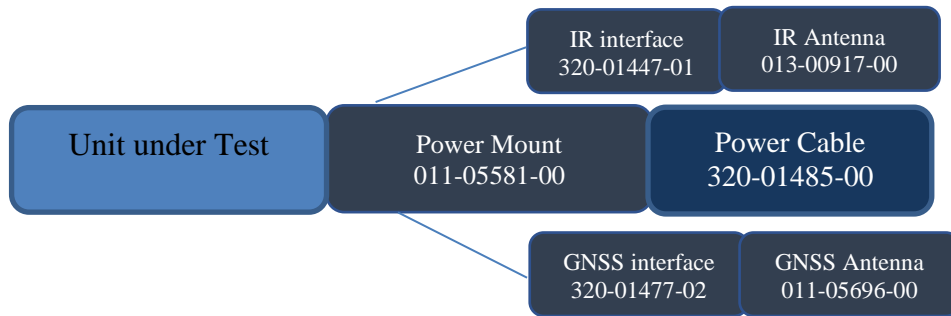 IR interface
320-01447-01
IR Antenna
013-00917-00
Unit under Test
Power Mount
011-05581-00
Power Cable
320-01485-00
GNSS interface
320-01477-02
GNSS Antenna
011-05696-00